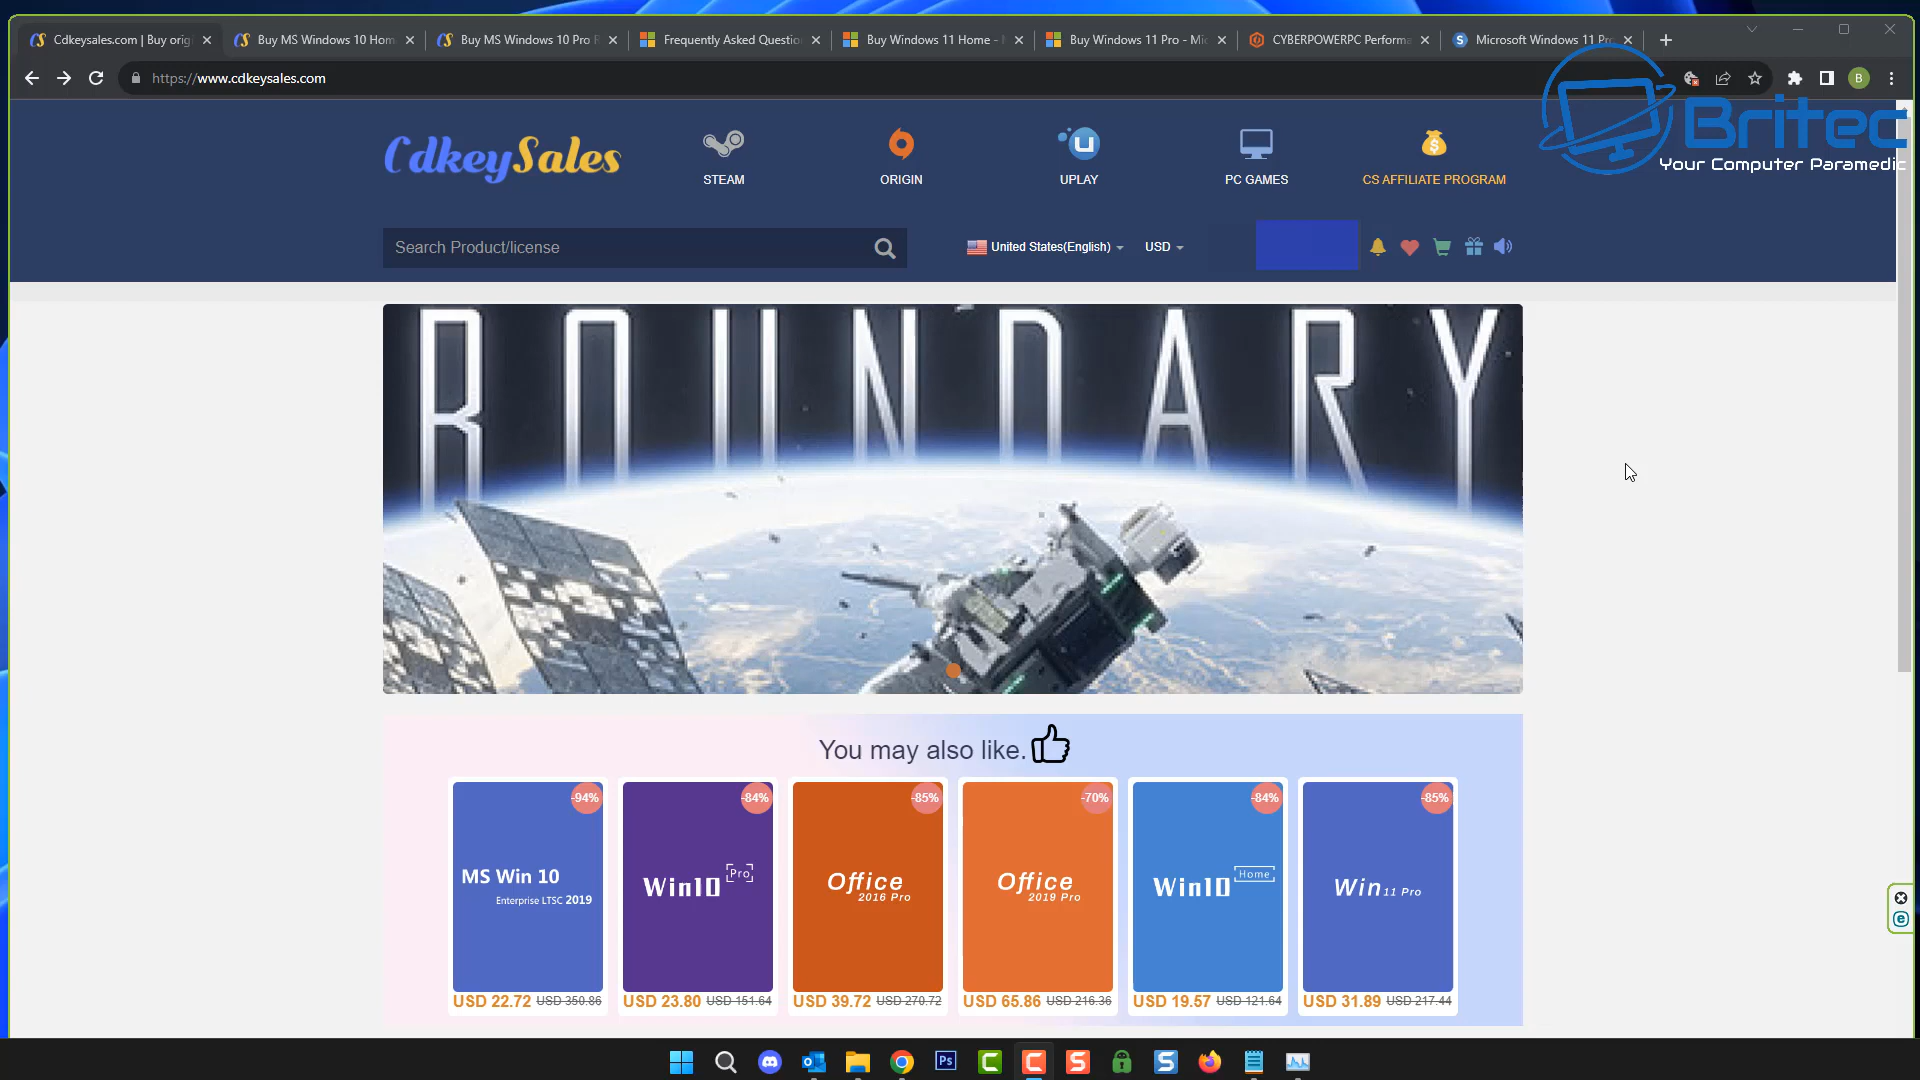 Cdkeysales.com | Buy orig
Buy MS Windows 10 Hom
Buy MS Windows 10 Pro R
Frequently Asked Questio
Buy Windows 11 Home -
Buy Windows 11 Pro - Mic
CYBERPOWERPC Performa
Microsoft Windows 11 Pr
https://www.cdkeysales.com
B
Britec
Your Computer Paramedic
CdkeySales
STEAM
ORIGIN
UPLAY
PC GAMES
CS AFFILIATE PROGRAM
Search Product/license
United States(English)
USD
BOUNDARY
You may also like.
-94%
-84%
-85%
-70%
-84%
-85%
MS Win 10
Enterprise LTSC 2019
Win10 Pro
Office
2016 Pro
Office
2019 Pro
Win10 Home
Win 11 Pro
USD 22.72 USD 350.86
USD 23.80 USD 151.64
USD 39.72 USD 270.72
USD 65.86 USD 216.36
USD 19.57 USD 121.64
USD 31.89 USD 217.44
Ps